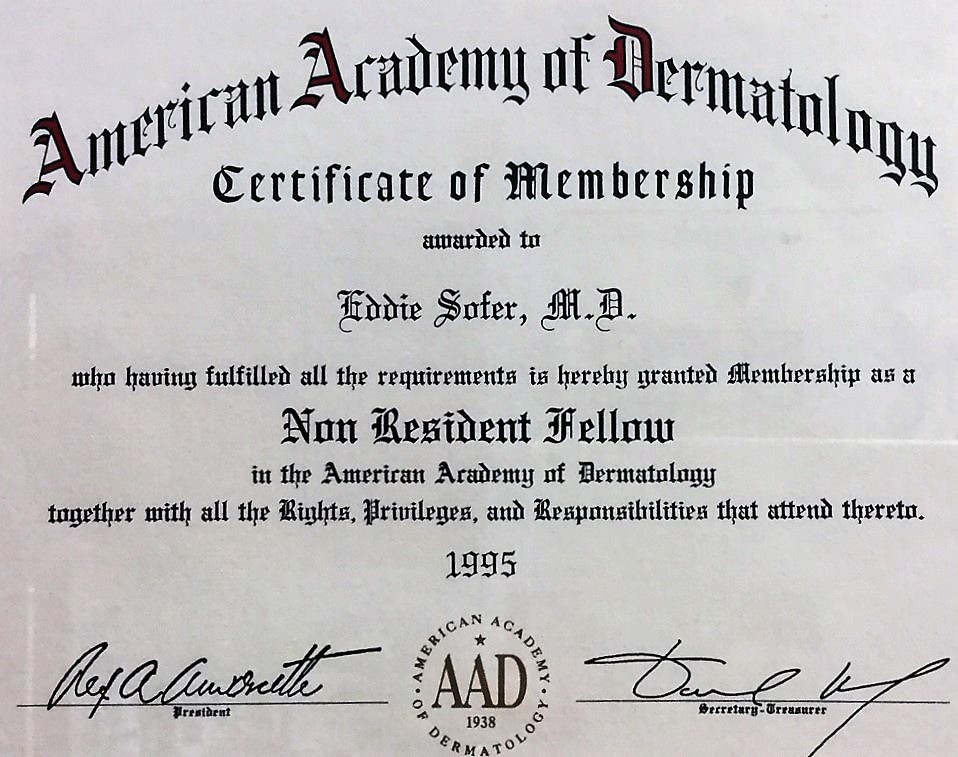 American Academy of Dermatology
Certificate of Membership
awarded to
Eddie Sofer, M.D.
who having fulfilled all the requirements is hereby granted Membership as a
Non Resident Fellow
in the American Academy of Dermatology
together with all the Rights, Privileges, and Responsibilities that attend thereto.
1995
Rex A. Amonette
President
AMERICAN ACADEMY OF DERMATOLOGY
AAD
1938
Secretary-Treasurer